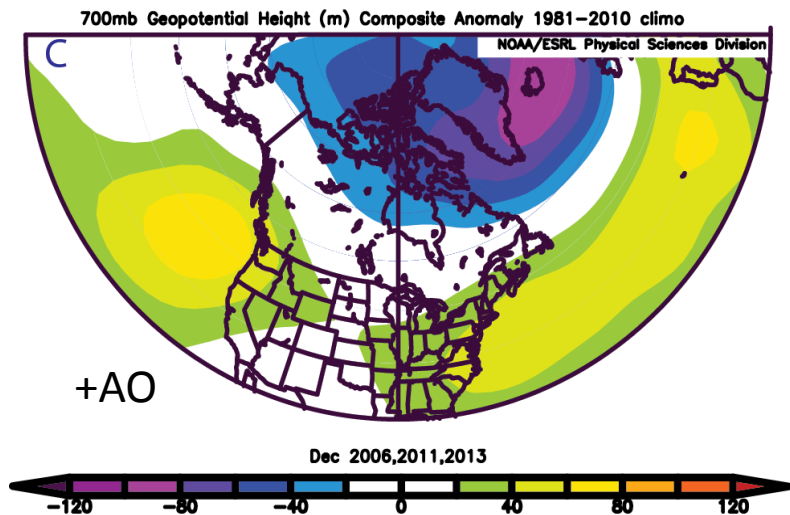 700mb Geopotential Height (m) Composite Anomaly 1981−2010 climo
C
NOAA/ESRL Physical Sciences Division
+AO
Dec 2006,2011,2013
−120 −80 −40 0 40 80 120